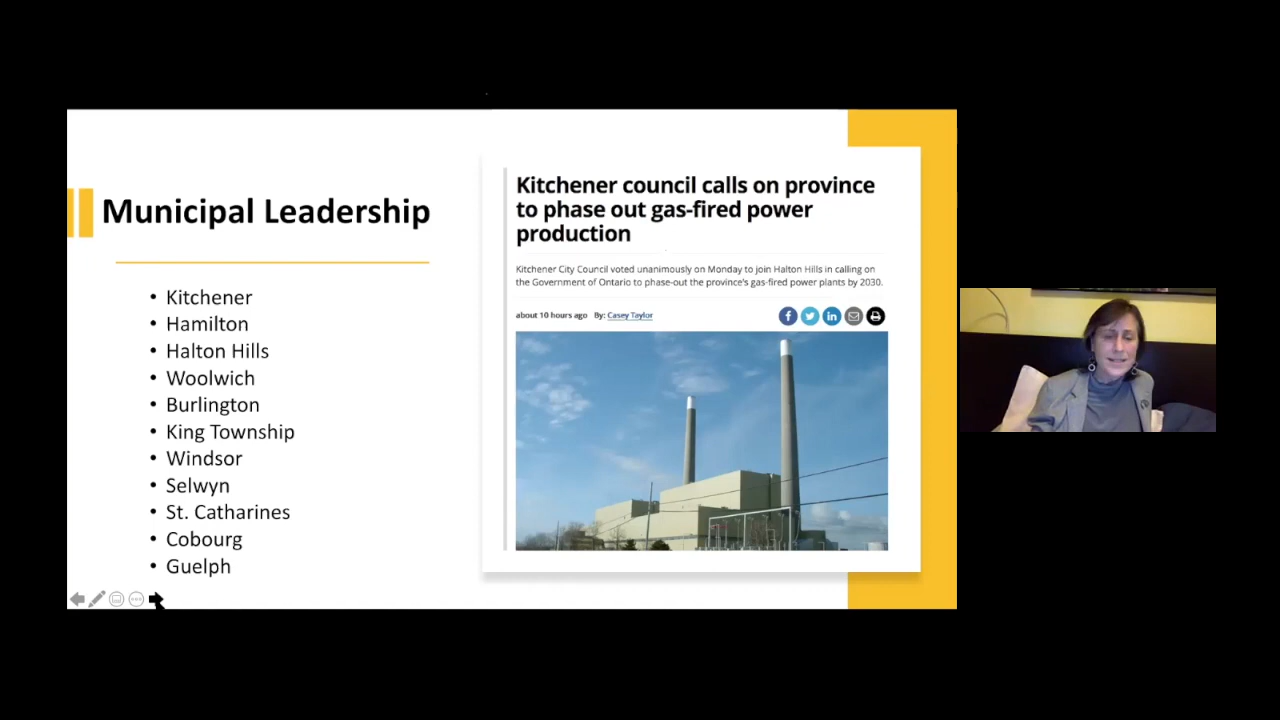 Municipal Leadership
• Kitchener
• Hamilton
• Halton Hills
• Woolwich
• Burlington
• King Township
• Windsor
• Selwyn
• St. Catharines
• Cobourg
• Guelph
Kitchener council calls on province
to phase out gas-fired power
production
Kitchener City Council voted unanimously on Monday to join Halton Hills in calling on
the Government of Ontario to phase-out the province's gas-fired power plants by 2030.
about 10 hours ago By: Casey Taylor